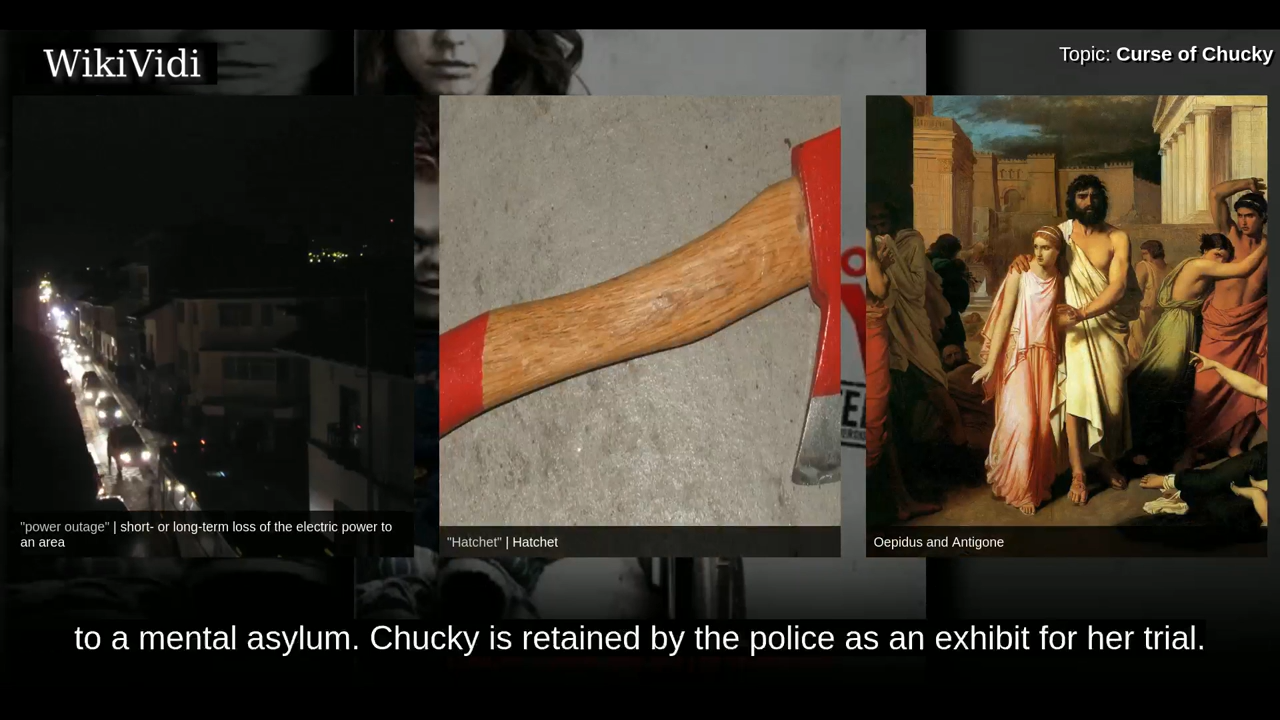 WikiVidi
Topic: Curse of Chucky
"power outage" | short- or long-term loss of the electric power to
an area
"Hatchet" | Hatchet
Oepidus and Antigone
to a mental asylum. Chucky is retained by the police as an exhibit for her trial.